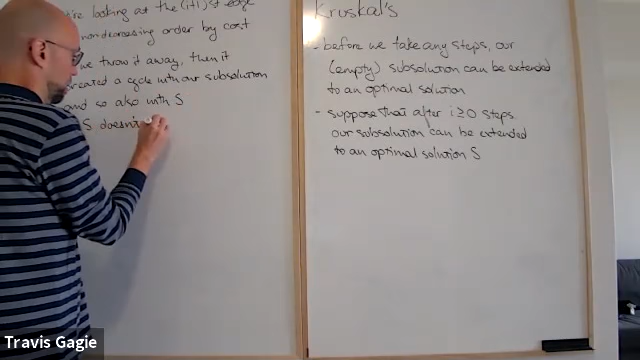 looking at the (i+1)st edge
nondecreasing order by cost
we throw it away, then it
created a cycle with our subsolution
and so also with S
S doesn't
Kruskal's
- before we take any steps, our
(empty) subsolution can be extended
to an optimal solution
- suppose that after i ≥ 0 steps
our subsolution can be extended
to an optimal solution S
Travis Gagie